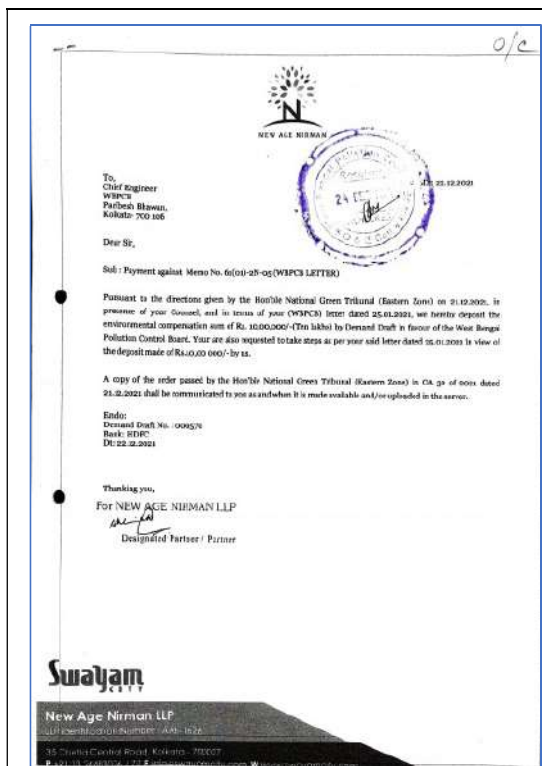 O/C
NEW AGE NIRMAN
Dt: 22.12.2021
To,
Chief Engineer
WBPCB
Paribesh Bhawan,
Kolkata- 700 106
Dear Sir,
Sub : Payment against Memo No. 61(01)-2N-05(WBPCB LETTER)
Pursuant to the directions given by the Hon'ble National Green Tribunal (Eastern Zone) on 21.12.2021, in
presence of your Counsel, and in terms of your (WBPCB) letter dated 25.01.2021, we hereby deposit the
environmental compensation sum of Rs. 10,00,000/-(Ten lakhs) by Demand Draft in favour of the West Bengal
Pollution Control Board. Your are also requested to take steps as per your said letter dated 25.01.2021 in view of
the deposit made of Rs.10,00 000/- by us.
A copy of the order passed by the Hon'ble National Green Tribunal (Eastern Zone) in OA 32 of dated
21.12.2021 shall be communicated to you as and when it is made available and/or uploaded in the server.
Endo:
Demand Draft No. : 009571
Bank: HDFC
Dt: 22.12.2021
Thanking you,
For NEW AGE NIRMAN LLP
Designated Partner / Partner
Swayam
CITY
New Age Nirman LLP
35 Chetla Central Road, Kolkata - 700027